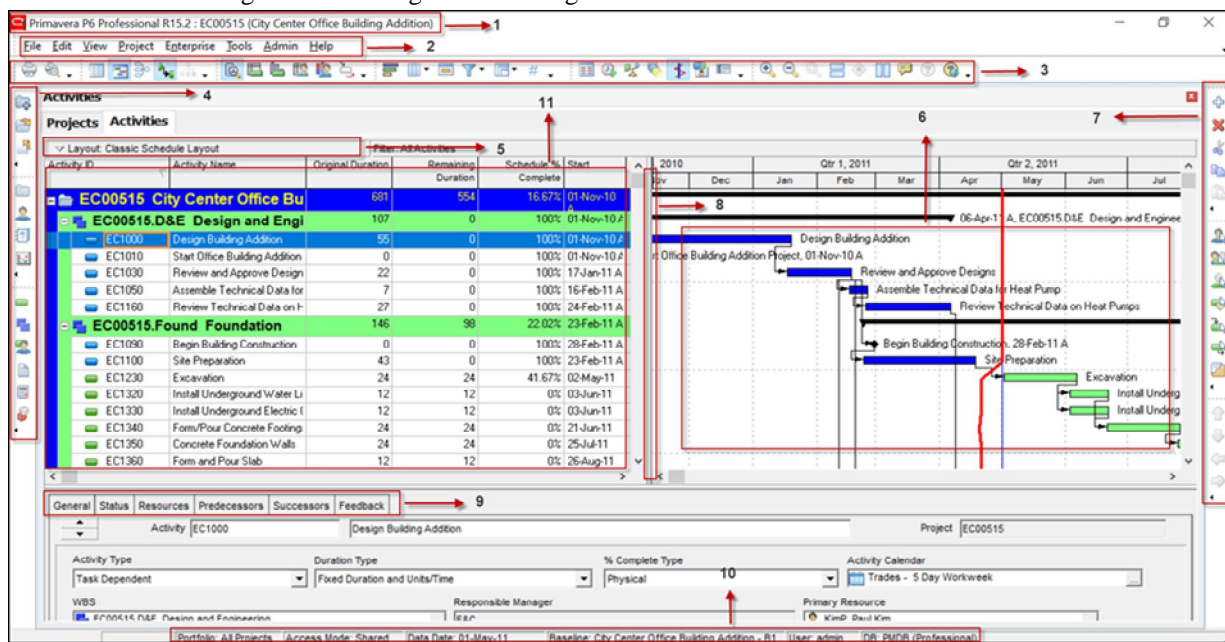 Primavera P6 Professional R15.2 : EC00515 (City Center Office Building Addition)
1
File Edit View Project Enterprise Tools Admin Help
2
3
Activities
4
11
6
7
Projects Activities
Layout: Classic Schedule Layout
Filter: All Activities
5
Activity ID Activity Name Original Duration Remaining Duration Schedule % Complete Start
2010 Qtr 1, 2011 Qtr 2, 2011
Nov Dec Jan Feb Mar Apr May Jun Jul
EC00515 City Center Office Bu 681 554 16.67% 01-Nov-10 A
8
EC00515.D&E Design and Engi 107 0 100% 01-Nov-10 A
06-Apr-11 A, EC00515.D&E Design and Enginee
EC1000 Design Building Addition 55 0 100% 01-Nov-10 A
Design Building Addition
EC1010 Start Office Building Addition 0 0 100% 01-Nov-10 A
Office Building Addition Project, 01-Nov-10 A
EC1030 Review and Approve Design 22 0 100% 17-Jan-11 A
Review and Approve Designs
EC1050 Assemble Technical Data for 7 0 100% 16-Feb-11 A
Assemble Technical Data for Heat Pump
EC1160 Review Technical Data on H 27 0 100% 24-Feb-11 A
Review Technical Data on Heat Pumps
EC00515.Found Foundation 146 98 22.02% 23-Feb-11 A
EC1090 Begin Building Construction 0 0 100% 28-Feb-11 A
Begin Building Construction, 28-Feb-11 A
EC1100 Site Preparation 43 0 100% 23-Feb-11 A
Site Preparation
EC1230 Excavation 24 24 41.67% 02-May-11
Excavation
EC1320 Install Underground Water Li 12 12 0% 03-Jun-11
Install Underg
EC1330 Install Underground Electric ( 12 12 0% 03-Jun-11
Install Underg
EC1340 Form/Pour Concrete Footings 24 24 0% 21-Jun-11
EC1350 Concrete Foundation Walls 24 24 0% 25-Jul-11
EC1360 Form and Pour Slab 12 12 0% 26-Aug-11
General Status Resources Predecessors Successors Feedback
9
Activity EC1000 Design Building Addition Project EC00515
Activity Type Duration Type % Complete Type Activity Calendar
Task Dependent Fixed Duration and Units/Time Physical Trades - 5 Day Workweek
10
WBS Responsible Manager Primary Resource
EC00515.D&E Design and Engineering E&C KimP. Paul Kim
Portfolio: All Projects Access Mode: Shared Data Date: 01-May-11 Baseline: City Center Office Building Addition - B1 User: admin DB: PMDB (Professional)